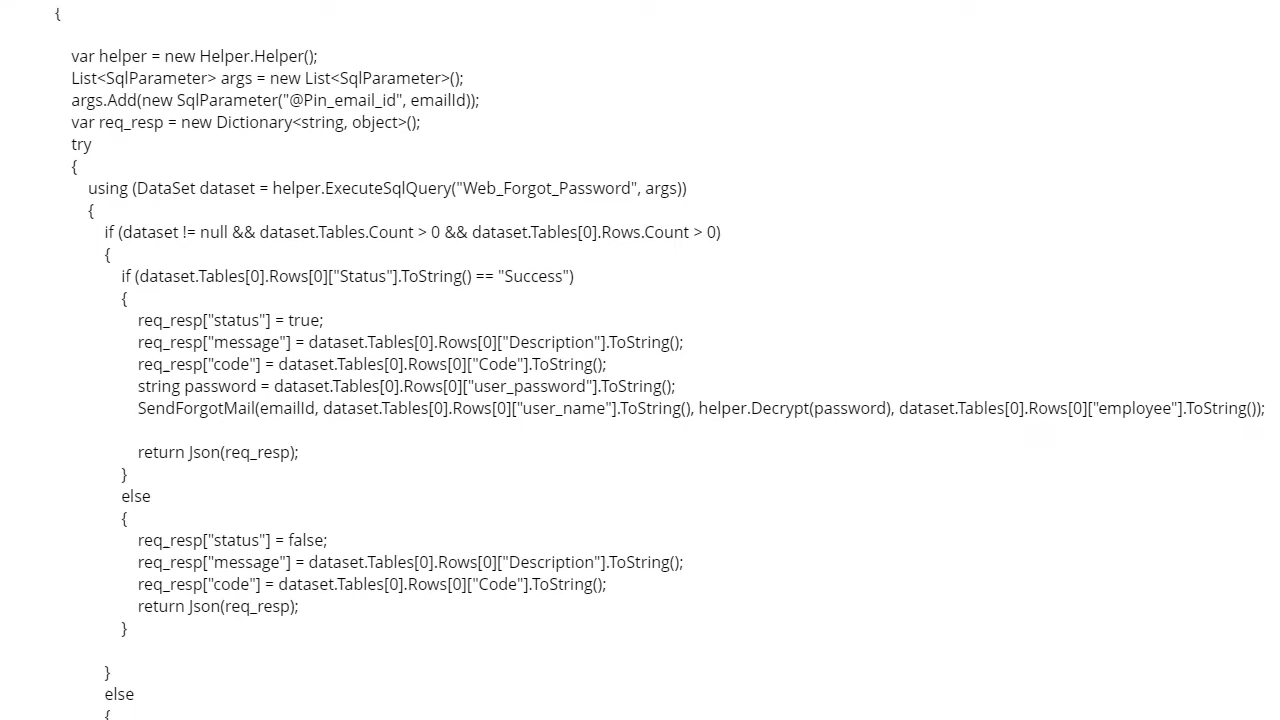 {
var helper = new Helper.Helper();
List<SqlParameter> args = new List<SqlParameter>();
args.Add(new SqlParameter("@Pin_email_id", emailId));
var req_resp = new Dictionary<string, object>();
try
{
using (DataSet dataset = helper.ExecuteSqlQuery("Web_Forgot_Password", args))
{
if (dataset != null && dataset.Tables.Count > 0 && dataset.Tables[0].Rows.Count > 0)
{
if (dataset.Tables[0].Rows[0]["Status"].ToString() == "Success")
{
req_resp["status"] = true;
req_resp["message"] = dataset.Tables[0].Rows[0]["Description"].ToString();
req_resp["code"] = dataset.Tables[0].Rows[0]["Code"].ToString();
string password = dataset.Tables[0].Rows[0]["user_password"].ToString();
SendForgotMail(emailId, dataset.Tables[0].Rows[0]["user_name"].ToString(), helper.Decrypt(password), dataset.Tables[0].Rows[0]["employee"].ToString());
return Json(req_resp);
}
else
{
req_resp["status"] = false;
req_resp["message"] = dataset.Tables[0].Rows[0]["Description"].ToString();
req_resp["code"] = dataset.Tables[0].Rows[0]["Code"].ToString();
return Json(req_resp);
}
}
else
{